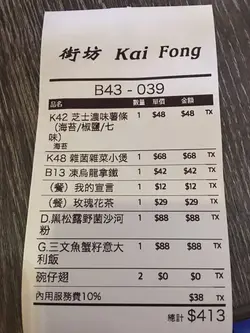 街坊 Kai Fong
B43 - 039
品名 數量 單價 金額
K42 芝士濃味薯條 1 $48 $48 TX
(海苔/椒鹽/七
味)
海苔
K48 雜菌雜菜小煲 1 $68 $68 TX
B13 凍烏龍拿鐵 1 $42 $42 TX
(餐) 我的宣言 1 $12 $12 TX
(餐) 玫瑰花茶 1 $29 $29 TX
D.黑松露野菌沙河 1 $88 $88 TX
粉
G.三文魚蟹籽意大 1 $88 $88 TX
利飯
碗仔翅 2 $0 $0 TX
內用服務費10% $38 TX
總計 $413